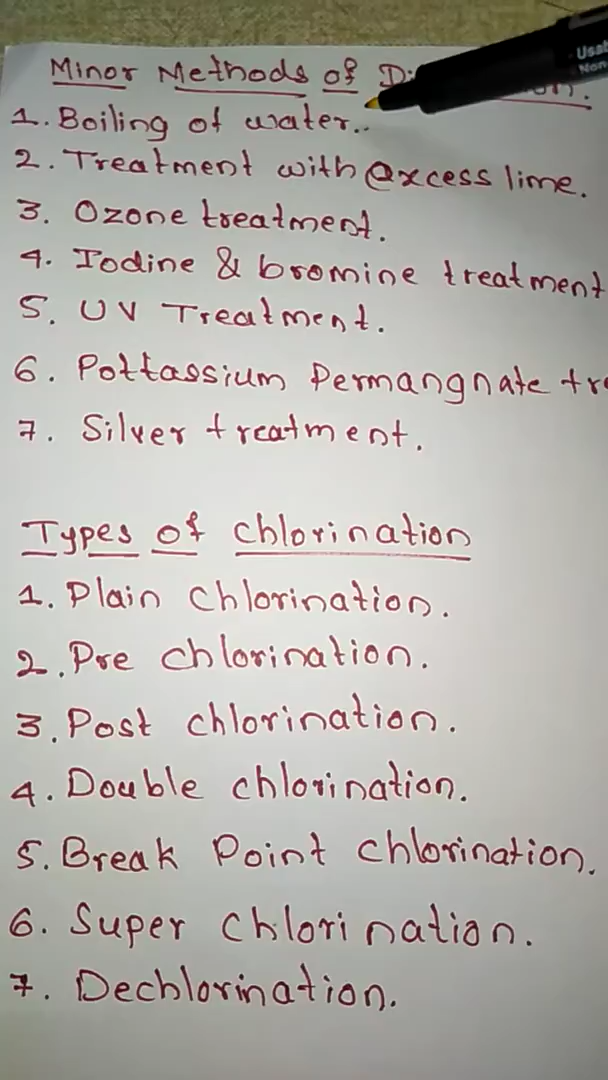 Minor Methods of
1. Boiling of water..
2. Treatment with excess lime.
3. Ozone treatment.
4. Iodine & bromine treatment
5. UV Treatment.
6. Pottassium Permangnate tre
7. Silver treatment.
Types of chlorination
1. Plain chlorination.
2. Pre chlorination.
3. Post chlorination.
4. Double chlorination.
5. Break Point chlorination.
6. Super chlorination.
7. Dechlorination.